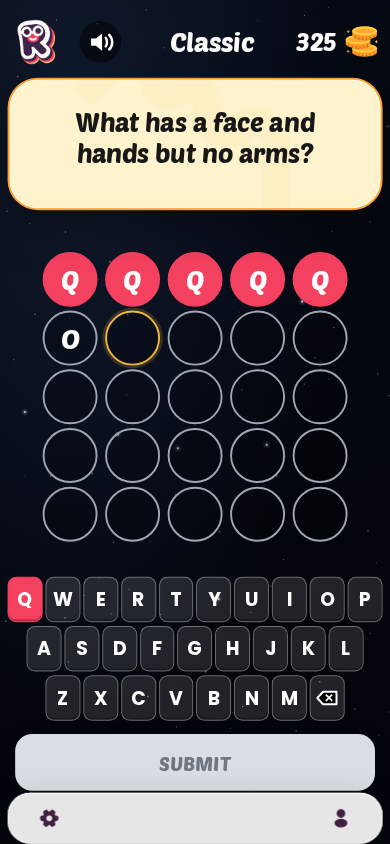 R
Classic
325
What has a face and
hands but no arms?
Q Q Q Q Q
O
Q W E R T Y U I O P
A S D F G H J K L
Z X C V B N M
SUBMIT